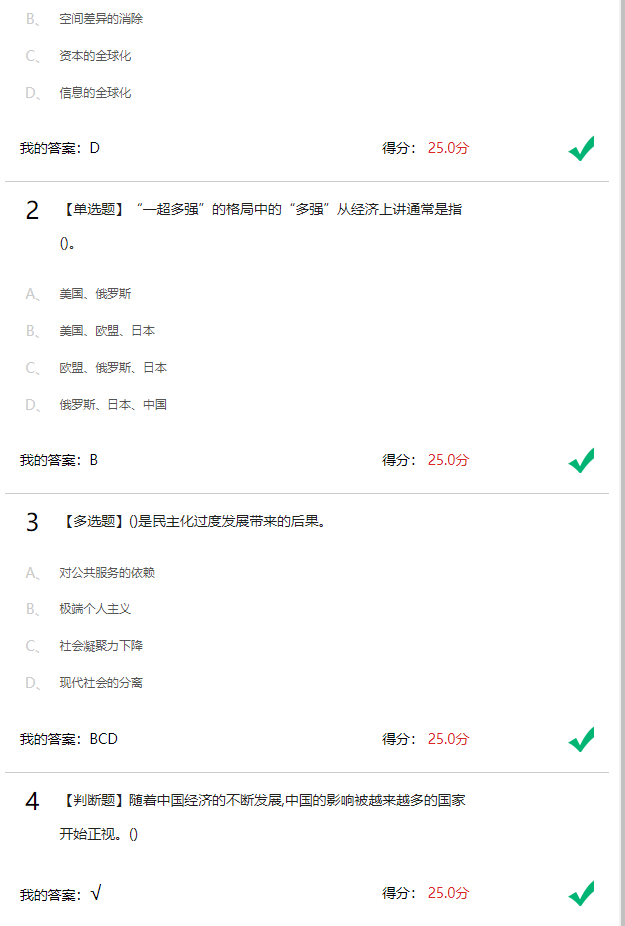 B、 空间差异的消除
C、 资本的全球化
D、 信息的全球化
我的答案：D 得分： 25.0分
2 【单选题】“一超多强”的格局中的“多强”从经济上讲通常是指
()。
A、 美国、俄罗斯
B、 美国、欧盟、日本
C、 欧盟、俄罗斯、日本
D、 俄罗斯、日本、中国
我的答案：B 得分： 25.0分
3 【多选题】()是民主化过度发展带来的后果。
A、 对公共服务的依赖
B、 极端个人主义
C、 社会凝聚力下降
D、 现代社会的分离
我的答案：BCD 得分： 25.0分
4 【判断题】随着中国经济的不断发展,中国的影响被越来越多的国家
开始正视。()
我的答案：√ 得分： 25.0分